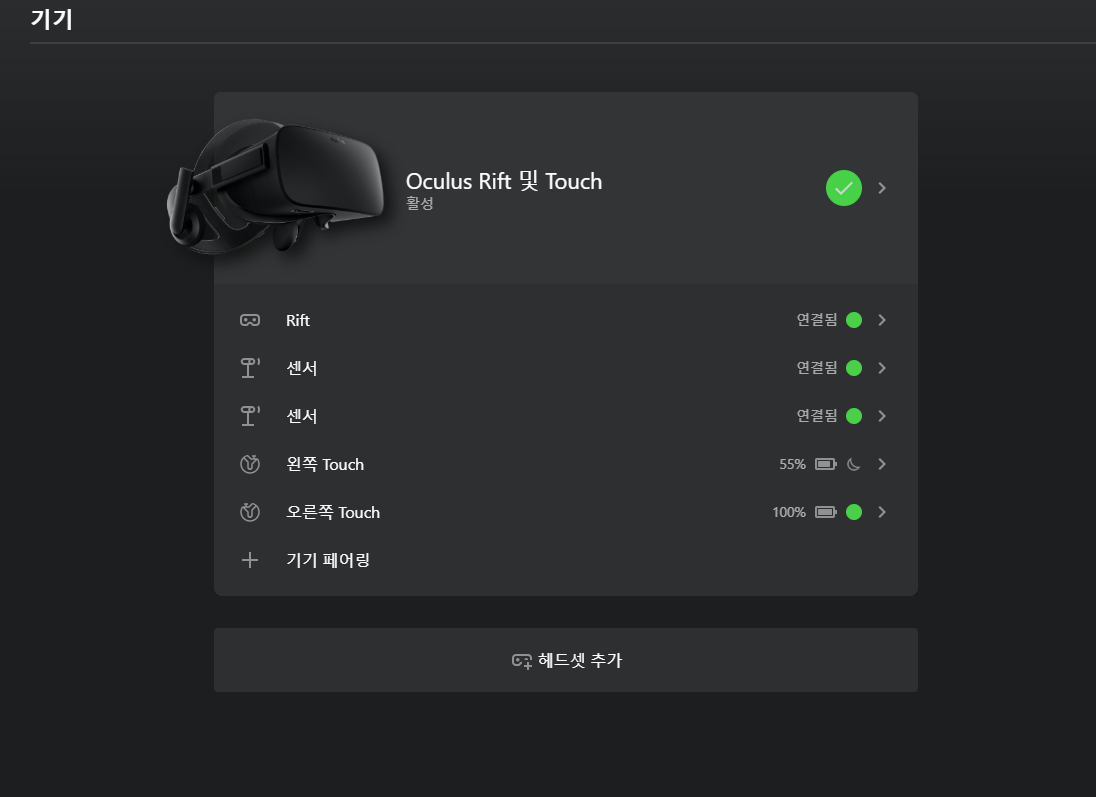 기기
Oculus Rift 및 Touch
활성
Rift 연결됨
센서 연결됨
센서 연결됨
왼쪽 Touch 55%
오른쪽 Touch 100%
기기 페어링
헤드셋 추가